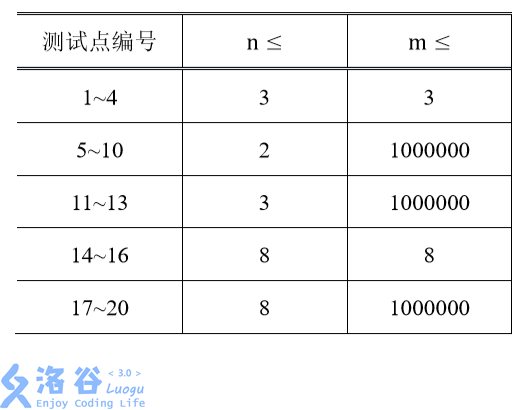 测试点编号 n ≤ m ≤
1~4 3 3
5~10 2 1000000
11~13 3 1000000
14~16 8 8
17~20 8 1000000
洛谷 < 3.0 >
Luogu
Enjoy Coding Life